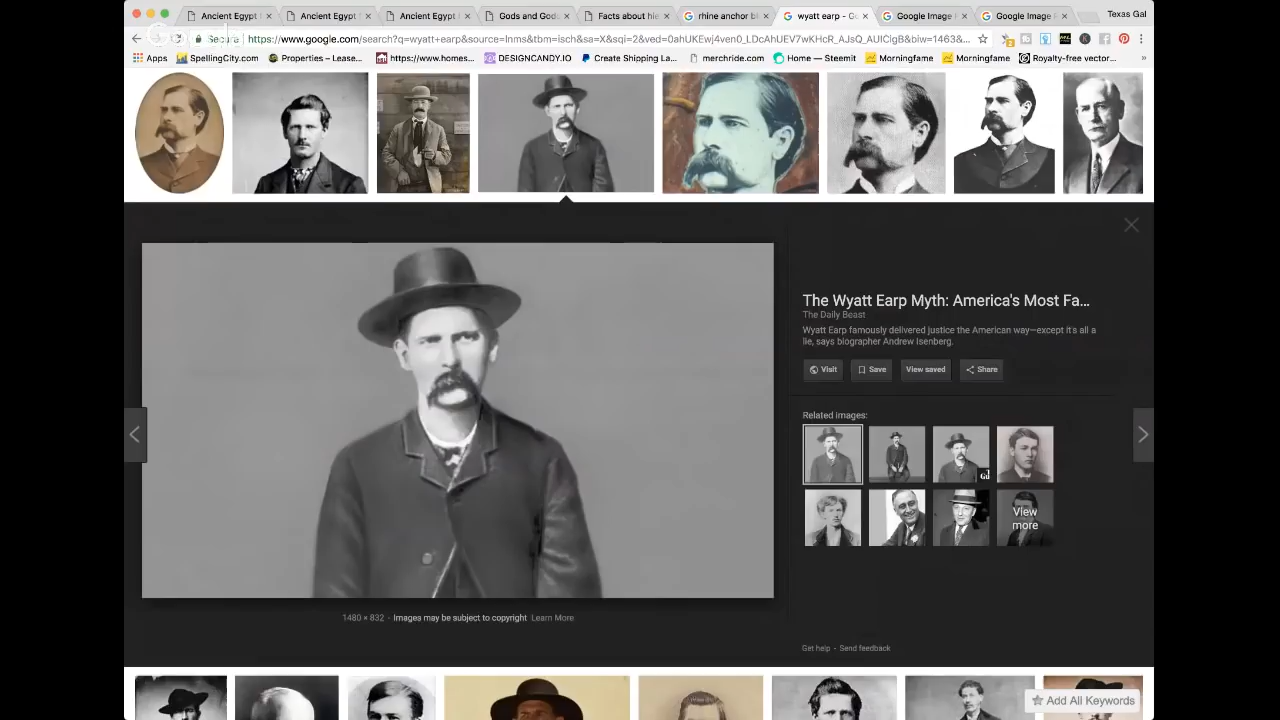 Ancient Egypt
Ancient Egypt
Ancient Egypt
Gods and God
Facts about hie
rhine anchor b
wyatt earp - Go
Google Image
Google Image
Texas Gal
Secure https://www.google.com/search?q=wyatt+earp&source=lnms&tbm=isch&sa=X&sqi=2&ved=0ahUKEwj4ven0_LDcAhUEV7wKHcR_AJsQ_AUICigB&biw=1463&...
Apps
SpellingCity.com
Properties – Lease...
https://www.homes...
DESIGNCANDY.IO
Create Shipping La...
merchride.com
Home — Steemit
Morningfame
Morningfame
Royalty-free vector...
»
The Wyatt Earp Myth: America's Most Fa...
The Daily Beast
Wyatt Earp famously delivered justice the American way—except it's all a
lie, says biographer Andrew Isenberg.
Visit
Save
View saved
Share
Related images:
Gd
View
more
1480 × 832 - Images may be subject to copyright Learn More
Get help - Send feedback
Add All Keywords